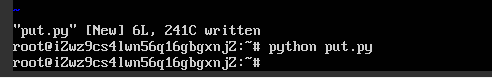 ~
"put.py" [New] 6L, 241C written
root@iZwz9cs4lwn56q16gbgxnjZ:~# python put.py
root@iZwz9cs4lwn56q16gbgxnjZ:~#